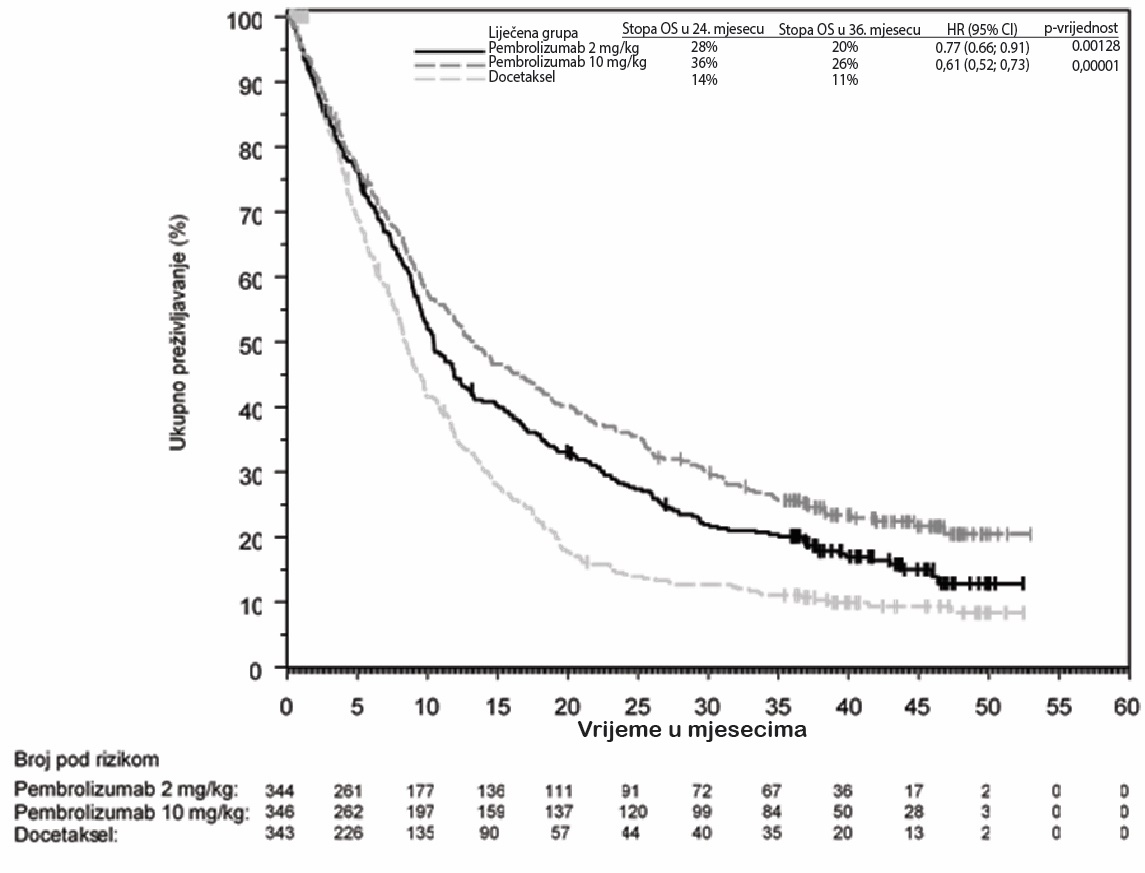 Liječena grupa Stopa OS u 24. mjesecu Stopa OS u 36. mjesecu HR (95% CI) p-vrijednost
Pembrolizumab 2 mg/kg 28% 20% 0.77 (0.66; 0.91) 0.00128
Pembrolizumab 10 mg/kg 36% 26% 0,61 (0,52; 0,73) 0,00001
Docetaksel 14% 11%
Ukupno preživljavanje (%)
100
90
80
70
60
50
40
30
20
10
0
0 5 10 15 20 25 30 35 40 45 50 55 60
Vrijeme u mjesecima
Broj pod rizikom
Pembrolizumab 2 mg/kg: 344 261 177 136 111 91 72 67 36 17 2 0 0
Pembrolizumab 10 mg/kg: 346 262 197 159 137 120 99 84 50 28 3 0 0
Docetaksel: 343 226 135 90 57 44 40 35 20 13 2 0 0